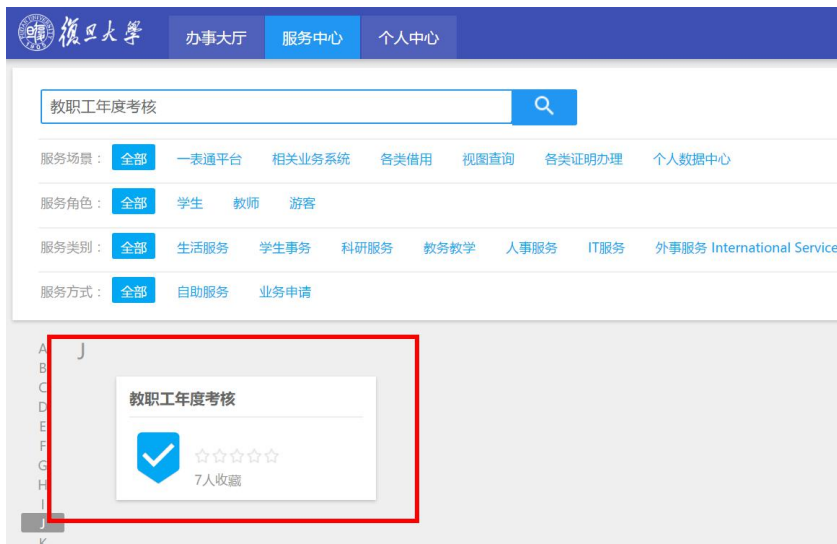 復旦大學 办事大厅 服务中心 个人中心
教职工年度考核
服务场景： 全部 一表通平台 相关业务系统 各类借用 视图查询 各类证明办理 个人数据中心
服务角色： 全部 学生 教师 游客
服务类别： 全部 生活服务 学生事务 科研服务 教务教学 人事服务 IT服务 外事服务 International Service
服务方式： 全部 自助服务 业务申请
A
J
B
C
D
E
F
G
H
I
J
K
教职工年度考核
7人收藏